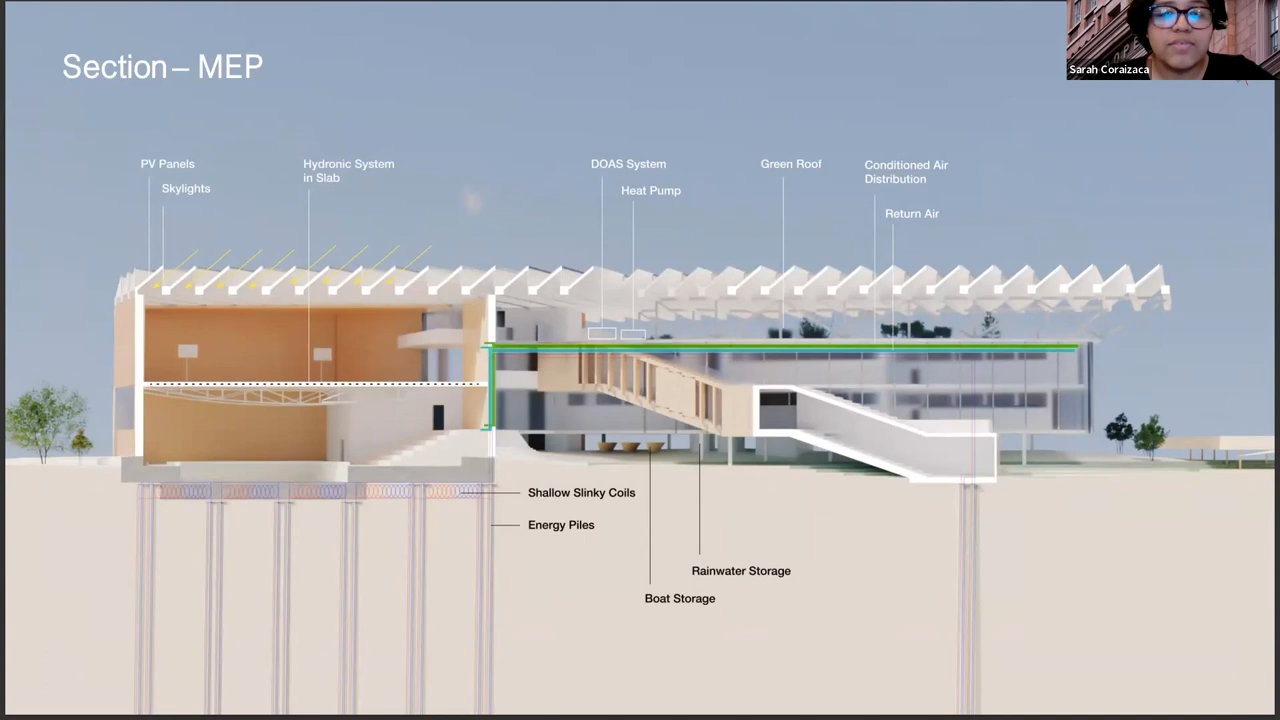 Section – MEP
Sarah Coraizaca
PV Panels
Skylights
Hydronic System
in Slab
DOAS System
Heat Pump
Green Roof
Conditioned Air
Distribution
Return Air
Shallow Slinky Coils
Energy Piles
Rainwater Storage
Boat Storage